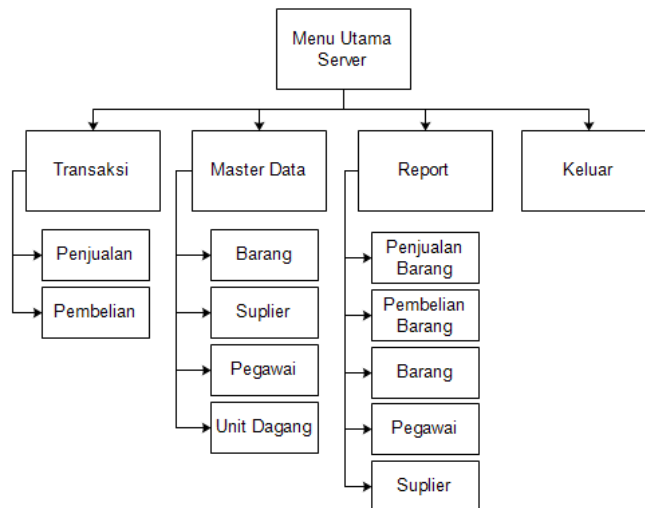 Menu Utama
Server
Transaksi
Master Data
Report
Keluar
Penjualan
Pembelian
Barang
Suplier
Pegawai
Unit Dagang
Penjualan
Barang
Pembelian
Barang
Barang
Pegawai
Suplier